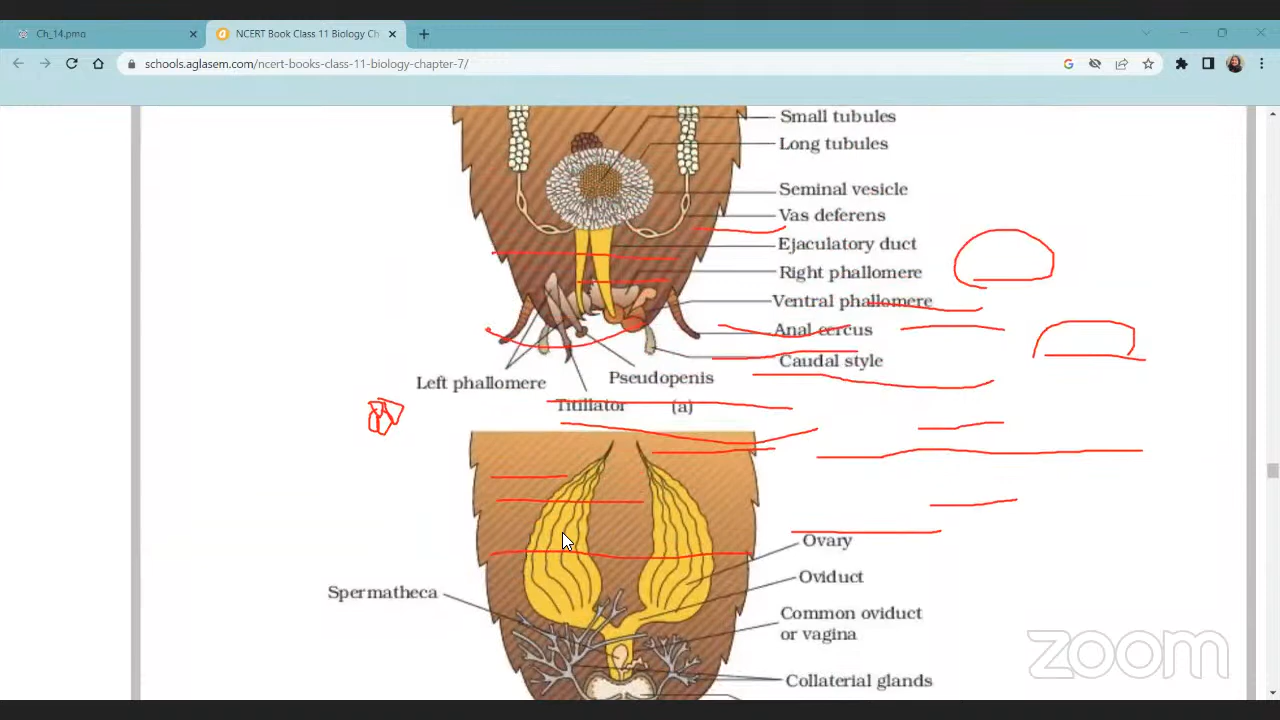 Ch_14.pma
NCERT Book Class 11 Biology Ch
schools.aglasem.com/ncert-books-class-11-biology-chapter-7/
Small tubules
Long tubules
Seminal vesicle
Vas deferens
Ejaculatory duct
Right phallomere
Ventral phallomere
Anal cercus
Caudal style
Left phallomere
Pseudopenis
Titillator
(a)
Ovary
Oviduct
Spermatheca
Common oviduct
or vagina
Collaterial glands
zoom